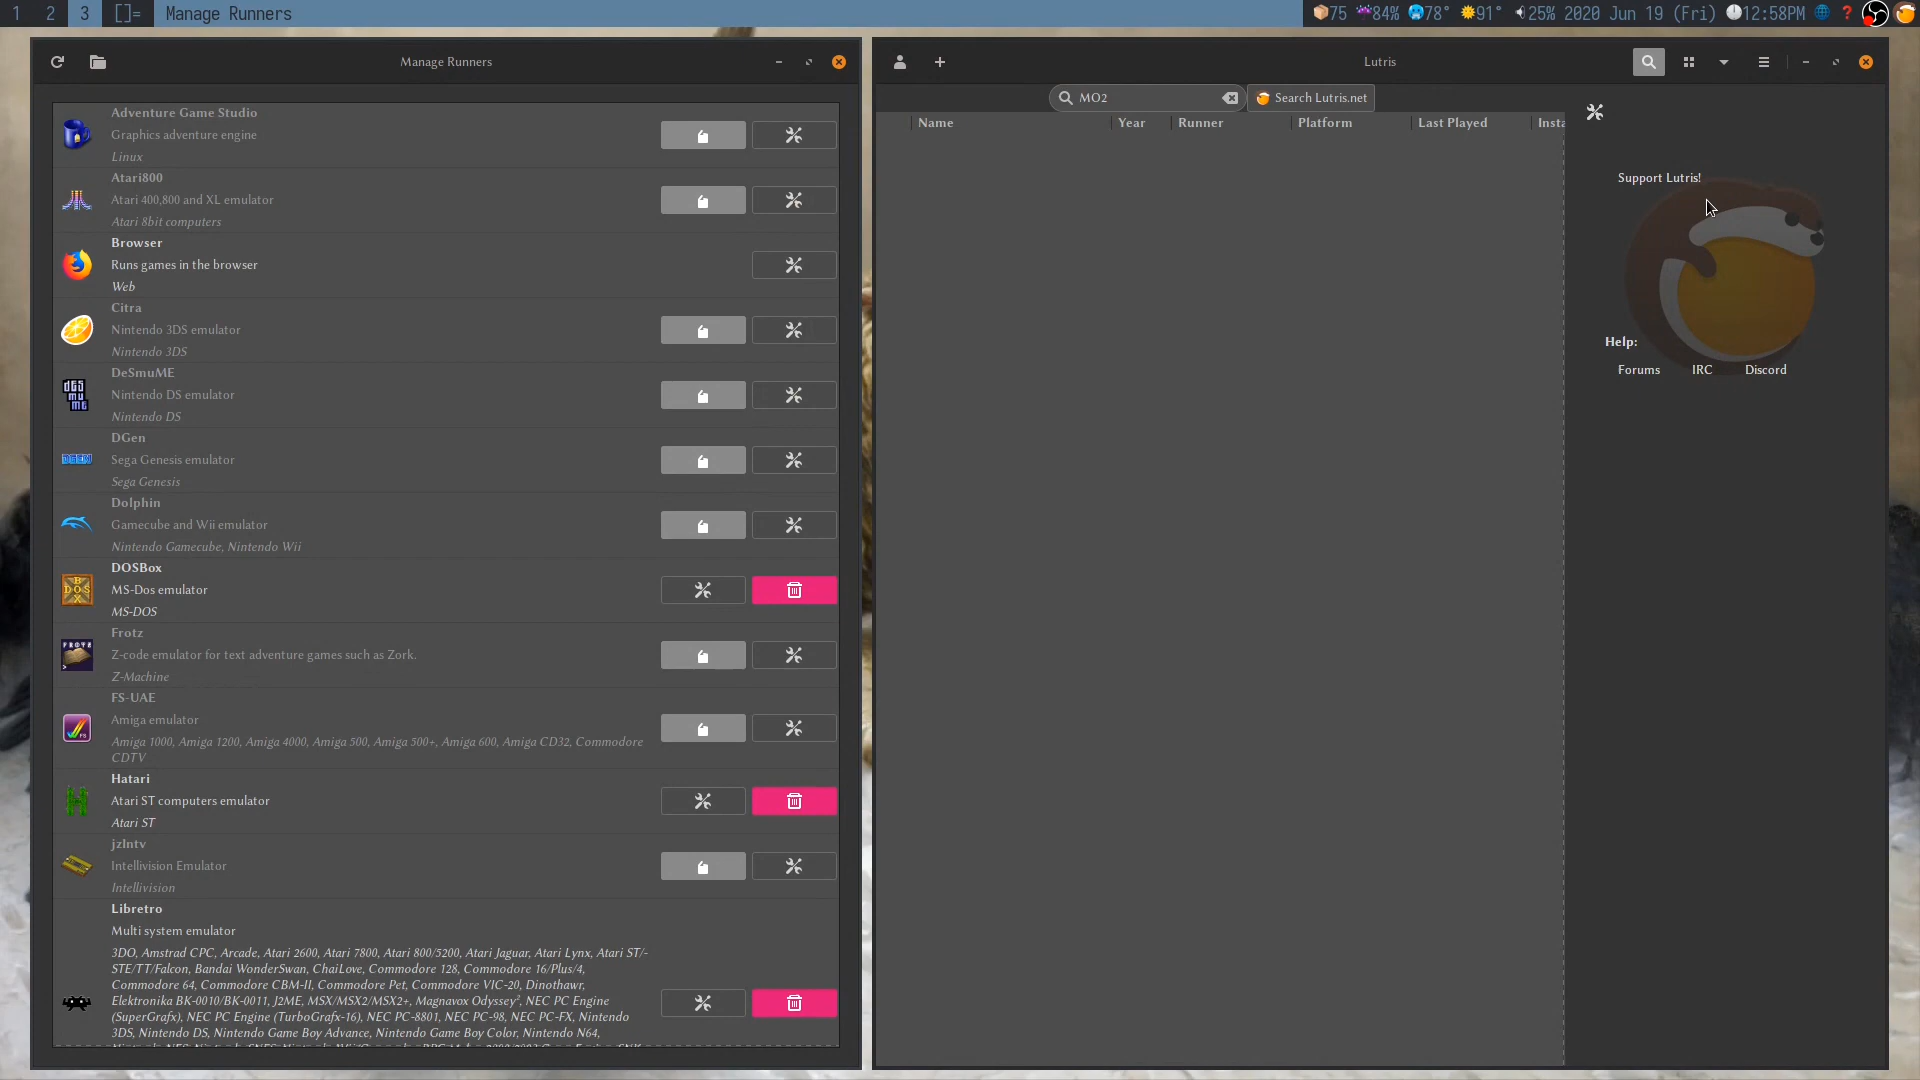 1 2 3 []= Manage Runners
75 84% 78° 91° 25% 2020 Jun 19 (Fri) 12:58PM ?
Manage Runners
Adventure Game Studio
Graphics adventure engine
Linux
Atari800
Atari 400,800 and XL emulator
Atari 8bit computers
Browser
Runs games in the browser
Web
Citra
Nintendo 3DS emulator
Nintendo 3DS
DeSmuME
Nintendo DS emulator
Nintendo DS
DGen
Sega Genesis emulator
Sega Genesis
Dolphin
Gamecube and Wii emulator
Nintendo Gamecube, Nintendo Wii
DOSBox
MS-Dos emulator
MS-DOS
Frotz
Z-code emulator for text adventure games such as Zork.
Z-Machine
FS-UAE
Amiga emulator
Amiga 1000, Amiga 1200, Amiga 4000, Amiga 500, Amiga 500+, Amiga 600, Amiga CD32, Commodore
CDTV
Hatari
Atari ST computers emulator
Atari ST
jzIntv
Intellivision Emulator
Intellivision
Libretro
Multi system emulator
3DO, Amstrad CPC, Arcade, Atari 2600, Atari 7800, Atari 800/5200, Atari Jaguar, Atari Lynx, Atari ST/-
STE/TT/Falcon, Bandai WonderSwan, ChaiLove, Commodore 128, Commodore 16/Plus/4,
Commodore 64, Commodore CBM-II, Commodore Pet, Commodore VIC-20, Dinothawr,
Elektronika BK-0010/BK-0011, J2ME, MSX/MSX2/MSX2+, Magnavox Odyssey², NEC PC Engine
(SuperGrafx), NEC PC Engine (TurboGrafx-16), NEC PC-8801, NEC PC-98, NEC PC-FX, Nintendo
3DS, Nintendo DS, Nintendo Game Boy Advance, Nintendo Game Boy Color, Nintendo N64,
Lutris
MO2
Search Lutris.net
Name Year Runner Platform Last Played Insta
Support Lutris!
Help:
Forums IRC Discord